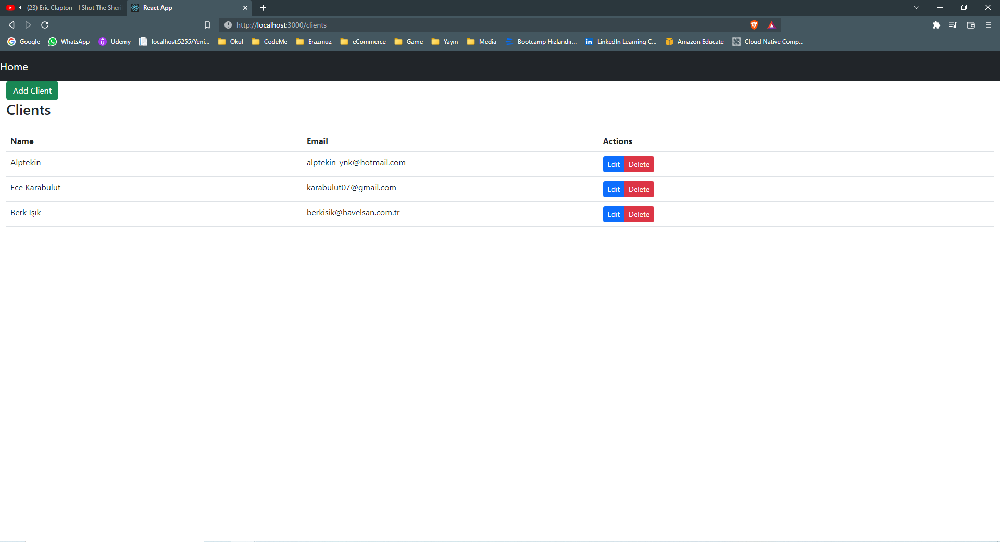 (23) Eric Clapton - I Shot The Sheri
React App
http://localhost:3000/clients
Google WhatsApp Udemy localhost:5255/Yeni... Okul CodeMe Erazmuz eCommerce Game Yayın Media Bootcamp Hızlandır... LinkedIn Learning C... Amazon Educate Cloud Native Comp...
Home
Add Client
Clients
Name Email Actions
Alptekin alptekin_ynk@hotmail.com Edit Delete
Ece Karabulut karabulut07@gmail.com Edit Delete
Berk Işık berkisik@havelsan.com.tr Edit Delete